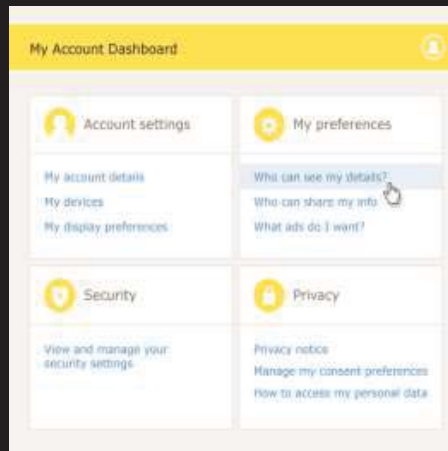 My Account Dashboard
Account settings
My account details
My devices
My display preferences
My preferences
Who can see my details?
Who can share my info
What ads do I want?
Security
View and manage your
security settings
Privacy
Privacy notice
Manage my consent preferences
How to access my personal data